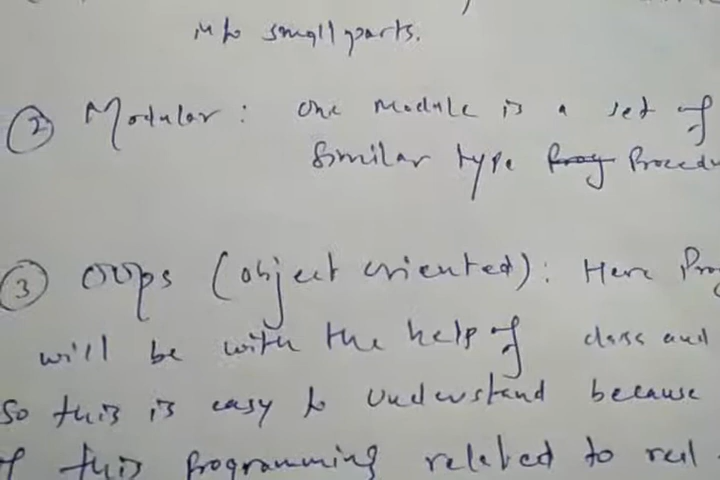 into small parts.
② Modular: One module is a set of
Similar type Procedu
③ OOPs (object oriented): Here Prog
will be with the help of class and
So this is easy to understand because
of this programming related to real